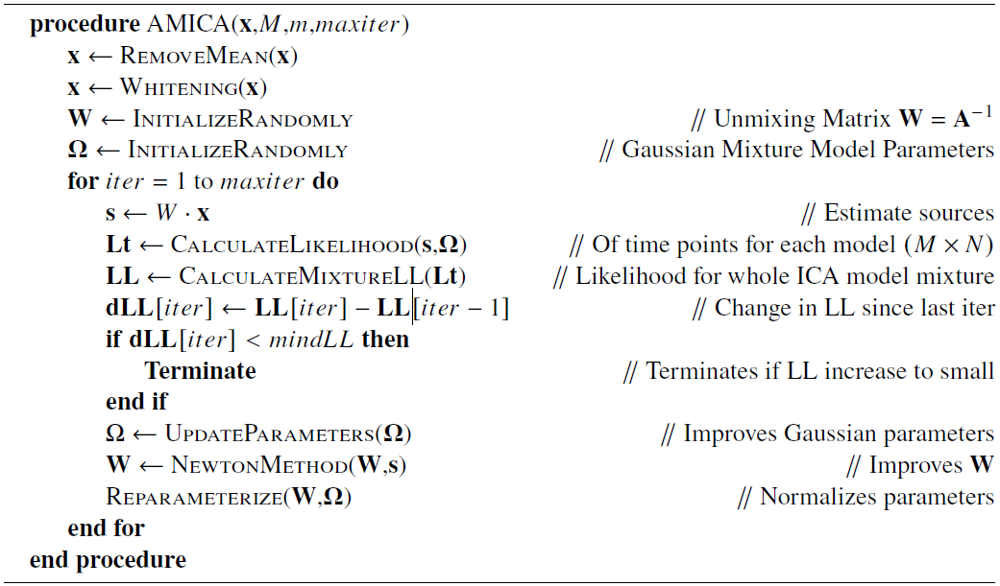 procedure AMICA(x,M,m,maxiter)
x ← REMOVEMEAN(x)
x ← WHITENING(x)
W ← INITIALIZERANDOMLY // Unmixing Matrix W = A⁻¹
Ω ← INITIALIZERANDOMLY // Gaussian Mixture Model Parameters
for iter = 1 to maxiter do
s ← W · x // Estimate sources
Lt ← CALCULATELIKELIHOOD(s,Ω) // Of time points for each model (M × N)
LL ← CALCULATEMIXTURELL(Lt) // Likelihood for whole ICA model mixture
dLL[iter] ← LL[iter] − LL[iter − 1] // Change in LL since last iter
if dLL[iter] < mindLL then
Terminate // Terminates if LL increase to small
end if
Ω ← UPDATEPARAMETERS(Ω) // Improves Gaussian parameters
W ← NEWTONMETHOD(W,s) // Improves W
REPARAMETERIZE(W,Ω) // Normalizes parameters
end for
end procedure